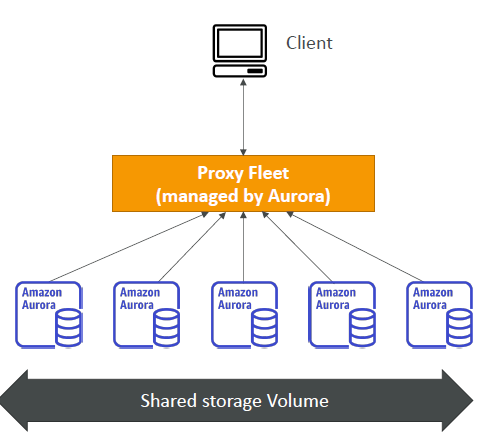 Client
Proxy Fleet
(managed by Aurora)
Amazon
Aurora
Amazon
Aurora
Amazon
Aurora
Amazon
Aurora
Amazon
Aurora
Shared storage Volume